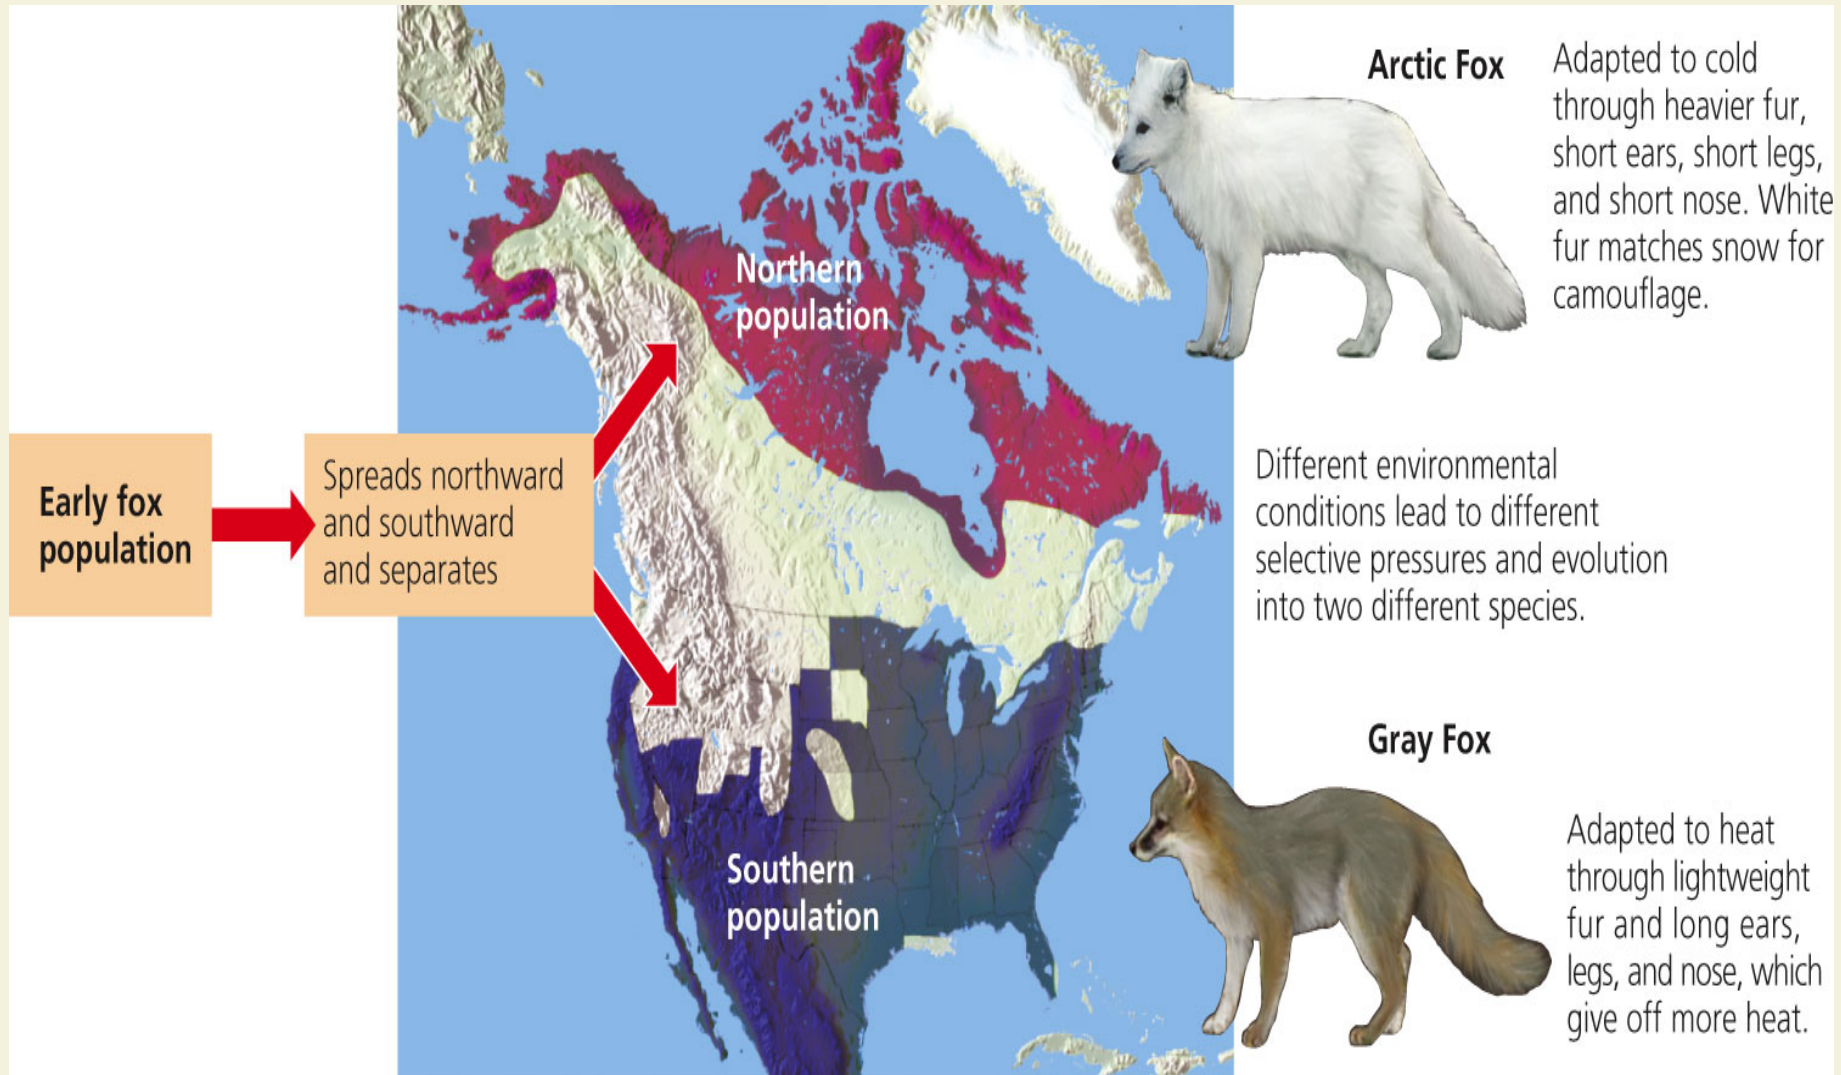 Early fox
population
Spreads northward
and southward
and separates
Northern
population
Southern
population
Arctic Fox
Adapted to cold
through heavier fur,
short ears, short legs,
and short nose. White
fur matches snow for
camouflage.
Different environmental
conditions lead to different
selective pressures and evolution
into two different species.
Gray Fox
Adapted to heat
through lightweight
fur and long ears,
legs, and nose, which
give off more heat.